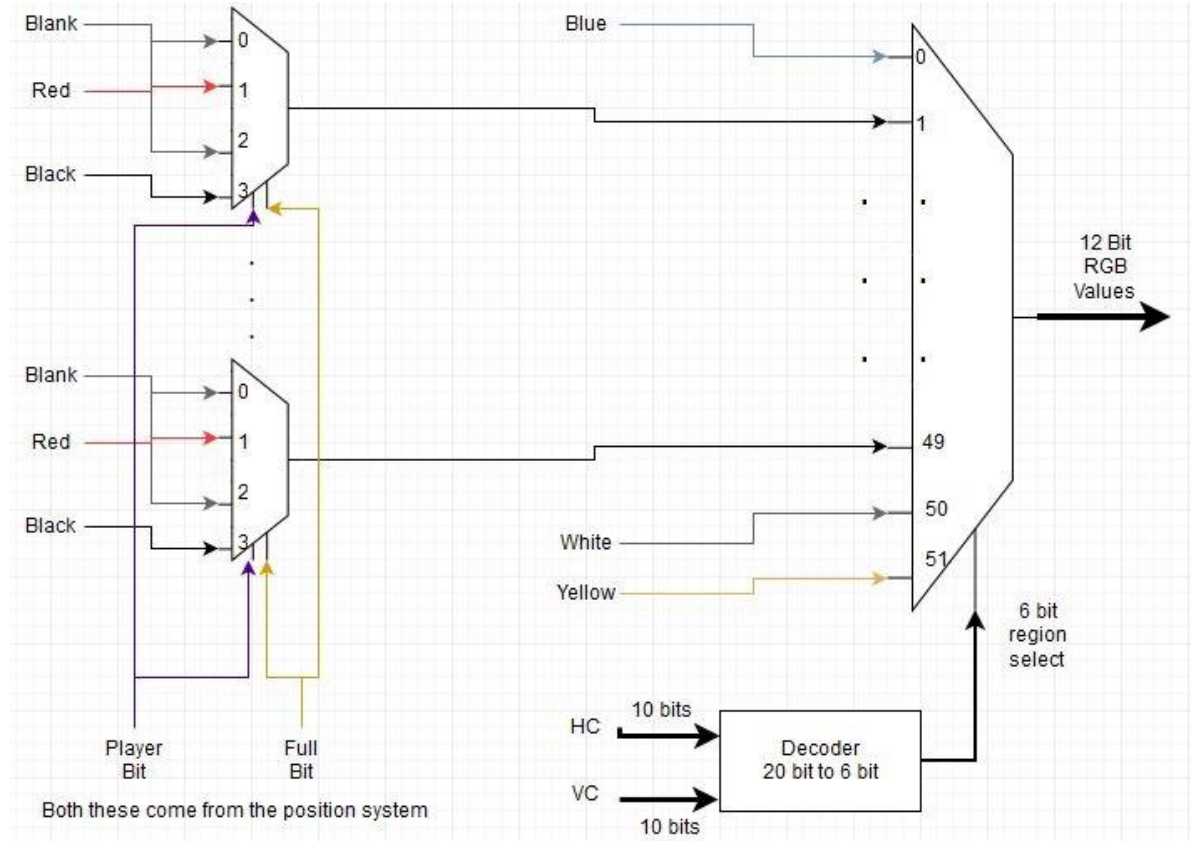 Blank
Red
Black
0
1
2
3
Blank
Red
Black
0
1
2
3
Player
Bit
Full
Bit
Both these come from the position system
Blue
White
Yellow
0
1
49
50
51
12 Bit
RGB
Values
6 bit
region
select
HC
10 bits
VC
10 bits
Decoder
20 bit to 6 bit